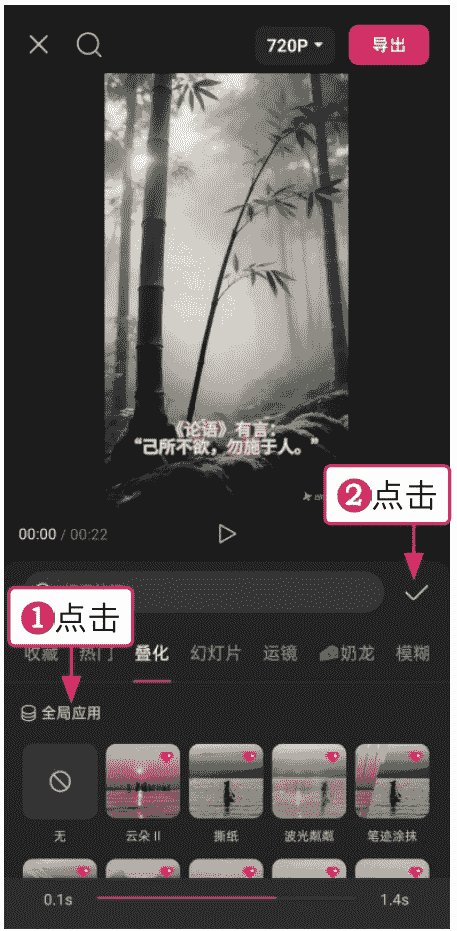 720P
导出
《论语》有言：
“己所不欲，勿施于人。”
2点击
00:00 / 00:22
1点击
收藏 热门 叠化 幻灯片 运镜 奶龙 模糊
全局应用
无 云朵 II 撕纸 波光粼粼 笔迹涂抹
0.1s 1.4s